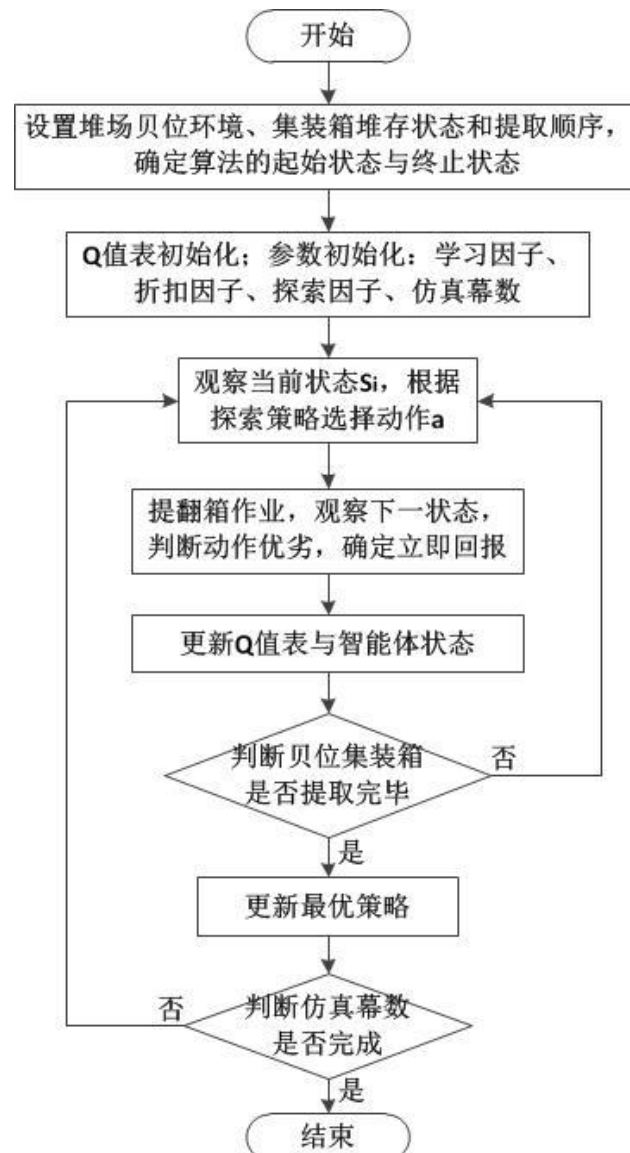 开始
设置堆场贝位环境、集装箱堆存状态和提取顺序，
确定算法的起始状态与终止状态
Q值表初始化；参数初始化：学习因子、
折扣因子、探索因子、仿真幕数
观察当前状态Si，根据
探索策略选择动作a
提翻箱作业，观察下一状态，
判断动作优劣，确定立即回报
更新Q值表与智能体状态
判断贝位集装箱
是否提取完毕
否
是
更新最优策略
否
判断仿真幕数
是否完成
是
结束